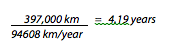 397,000 km = 4.19 years
94608 km/year